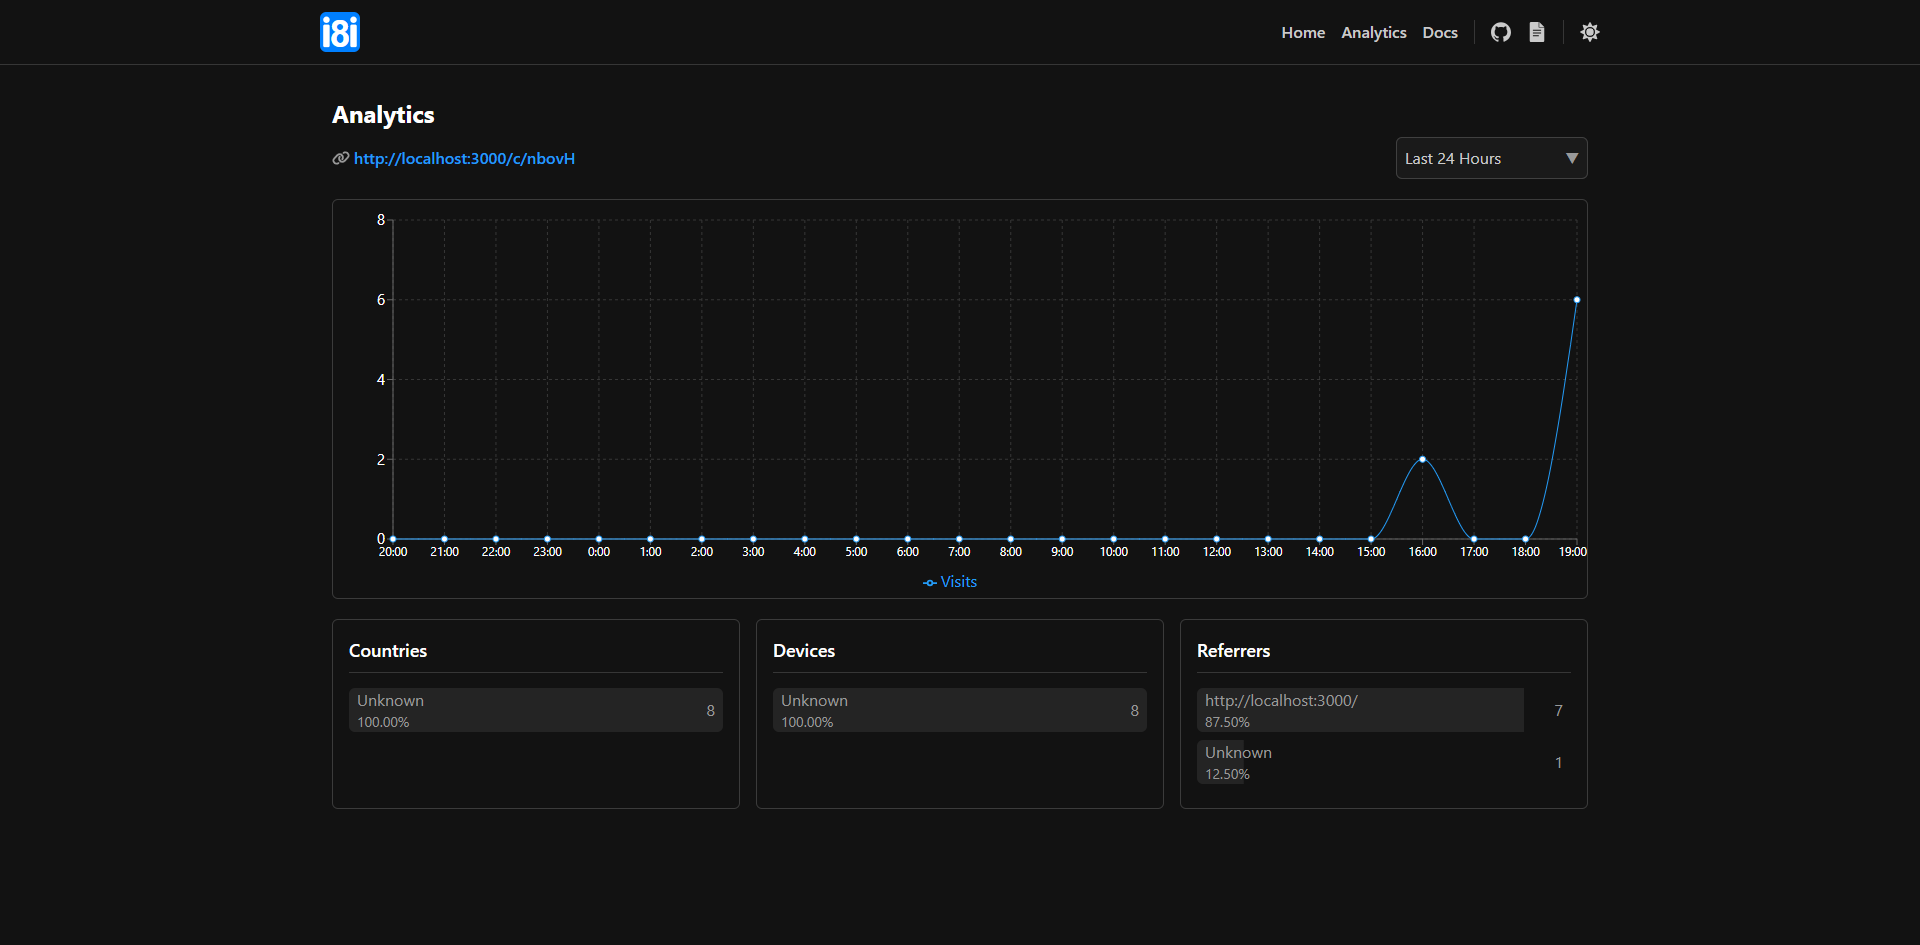 i8i
Home Analytics Docs
Analytics
http://localhost:3000/c/nbovH
Last 24 Hours
8
6
4
2
0
20:00 21:00 22:00 23:00 0:00 1:00 2:00 3:00 4:00 5:00 6:00 7:00 8:00 9:00 10:00 11:00 12:00 13:00 14:00 15:00 16:00 17:00 18:00 19:00
Visits
Countries
Unknown
100.00%
8
Devices
Unknown
100.00%
8
Referrers
http://localhost:3000/
87.50%
7
Unknown
12.50%
1